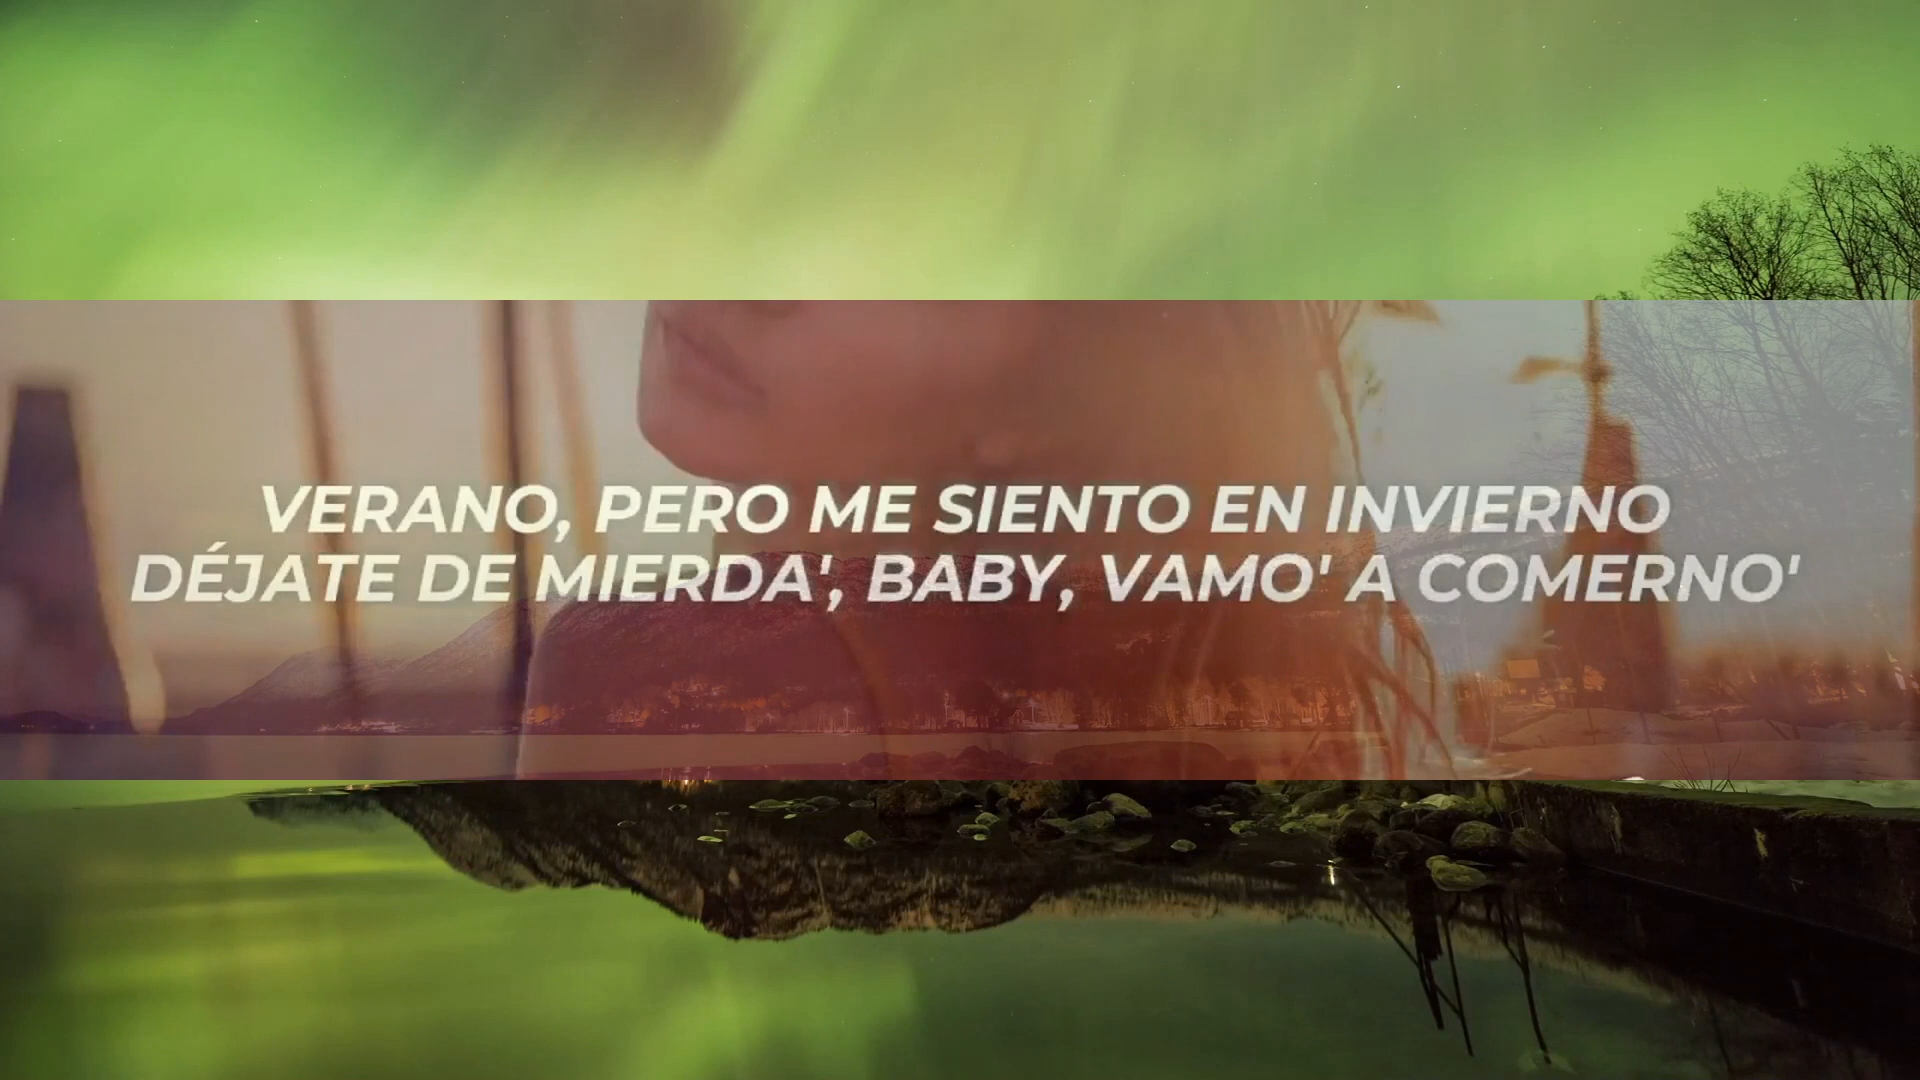 VERANO, PERO ME SIENTO EN INVIERNO
DÉJATE DE MIERDA', BABY, VAMO' A COMERNO'